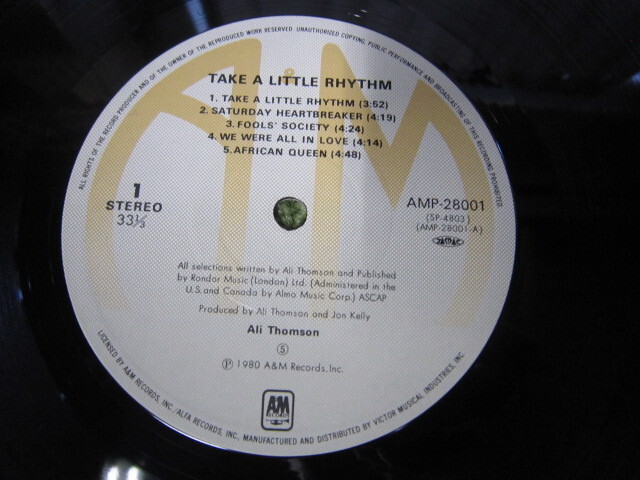 ALL RIGHTS OF THE RECORD PRODUCER AND OF THE OWNER OF THE REPRODUCED WORK RESERVED UNAUTHORIZED COPYING, PUBLIC PERFORMANCE AND BROADCASTING OF THIS RECORDING PROHIBITED
TAKE A LITTLE RHYTHM
1. TAKE A LITTLE RHYTHM (3:52)
2. SATURDAY HEARTBREAKER (4:19)
3. FOOLS' SOCIETY (4:24)
4. WE WERE ALL IN LOVE (4:14)
5. AFRICAN QUEEN (4:48)
1
STEREO
33⅓
AMP-28001
(SP-4803)
(AMP-28001-A)
JASRAC
All selections written by Ali Thomson and Published
by Rondor Music (London) Ltd. (Administered in the
U.S. and Canada by Almo Music Corp.) ASCAP
Produced by Ali Thomson and Jon Kelly
Ali Thomson
Ⓢ
℗ 1980 A&M Records, Inc.
A&M
RECORDS
LICENSED BY A&M RECORDS, INC./ALFA RECORDS, INC., MANUFACTURED AND DISTRIBUTED BY VICTOR MUSICAL INDUSTRIES, INC.